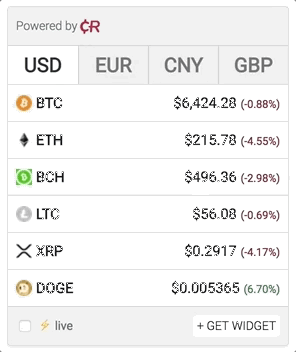 Powered by CR
USD EUR CNY GBP
BTC $6,424.28 (-0.88%)
ETH $215.78 (-4.55%)
BCH $496.36 (-2.98%)
LTC $56.08 (-0.69%)
XRP $0.2917 (-4.17%)
DOGE $0.005365 (6.70%)
⚡ live + GET WIDGET